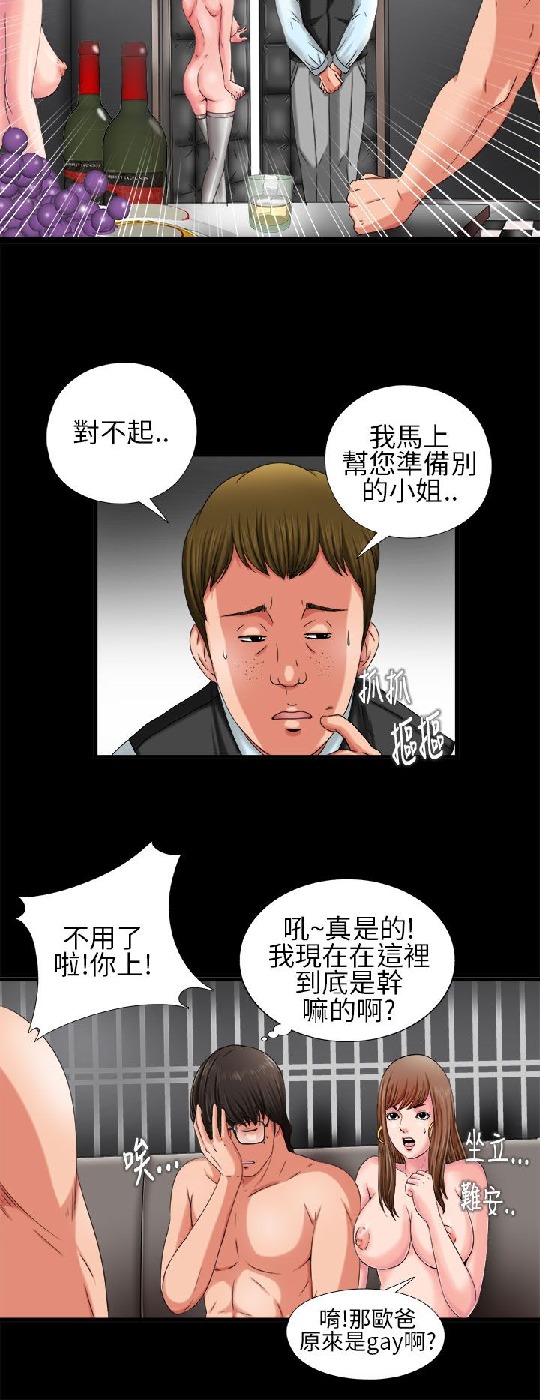 對不起..
我馬上
幫您準備別
的小姐..
抓抓
摳摳
不用了
啦!你上!
吼~真是的!
我現在在這裡
到底是幹
嘛的啊?
唉...
坐立...
難安..
唷!那歐爸
原來是gay啊?